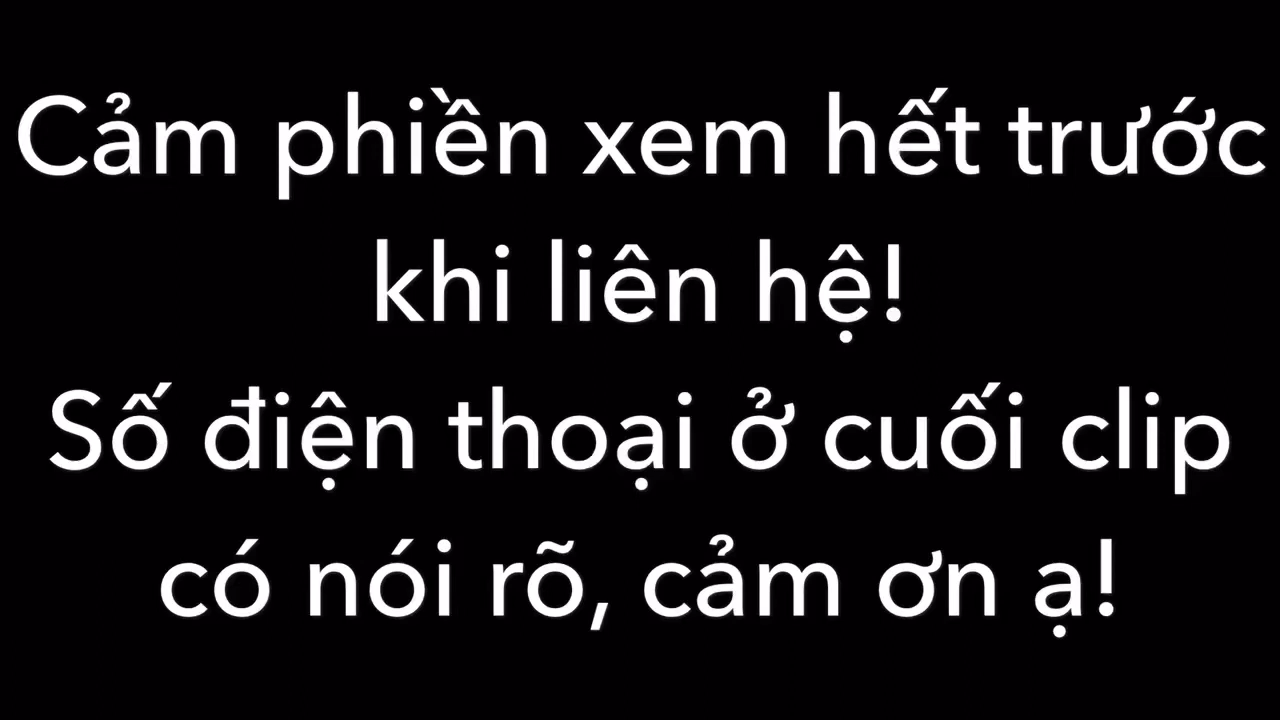 Cảm phiền xem hết trước
khi liên hệ!
Số điện thoại ở cuối clip
có nói rõ, cảm ơn ạ!